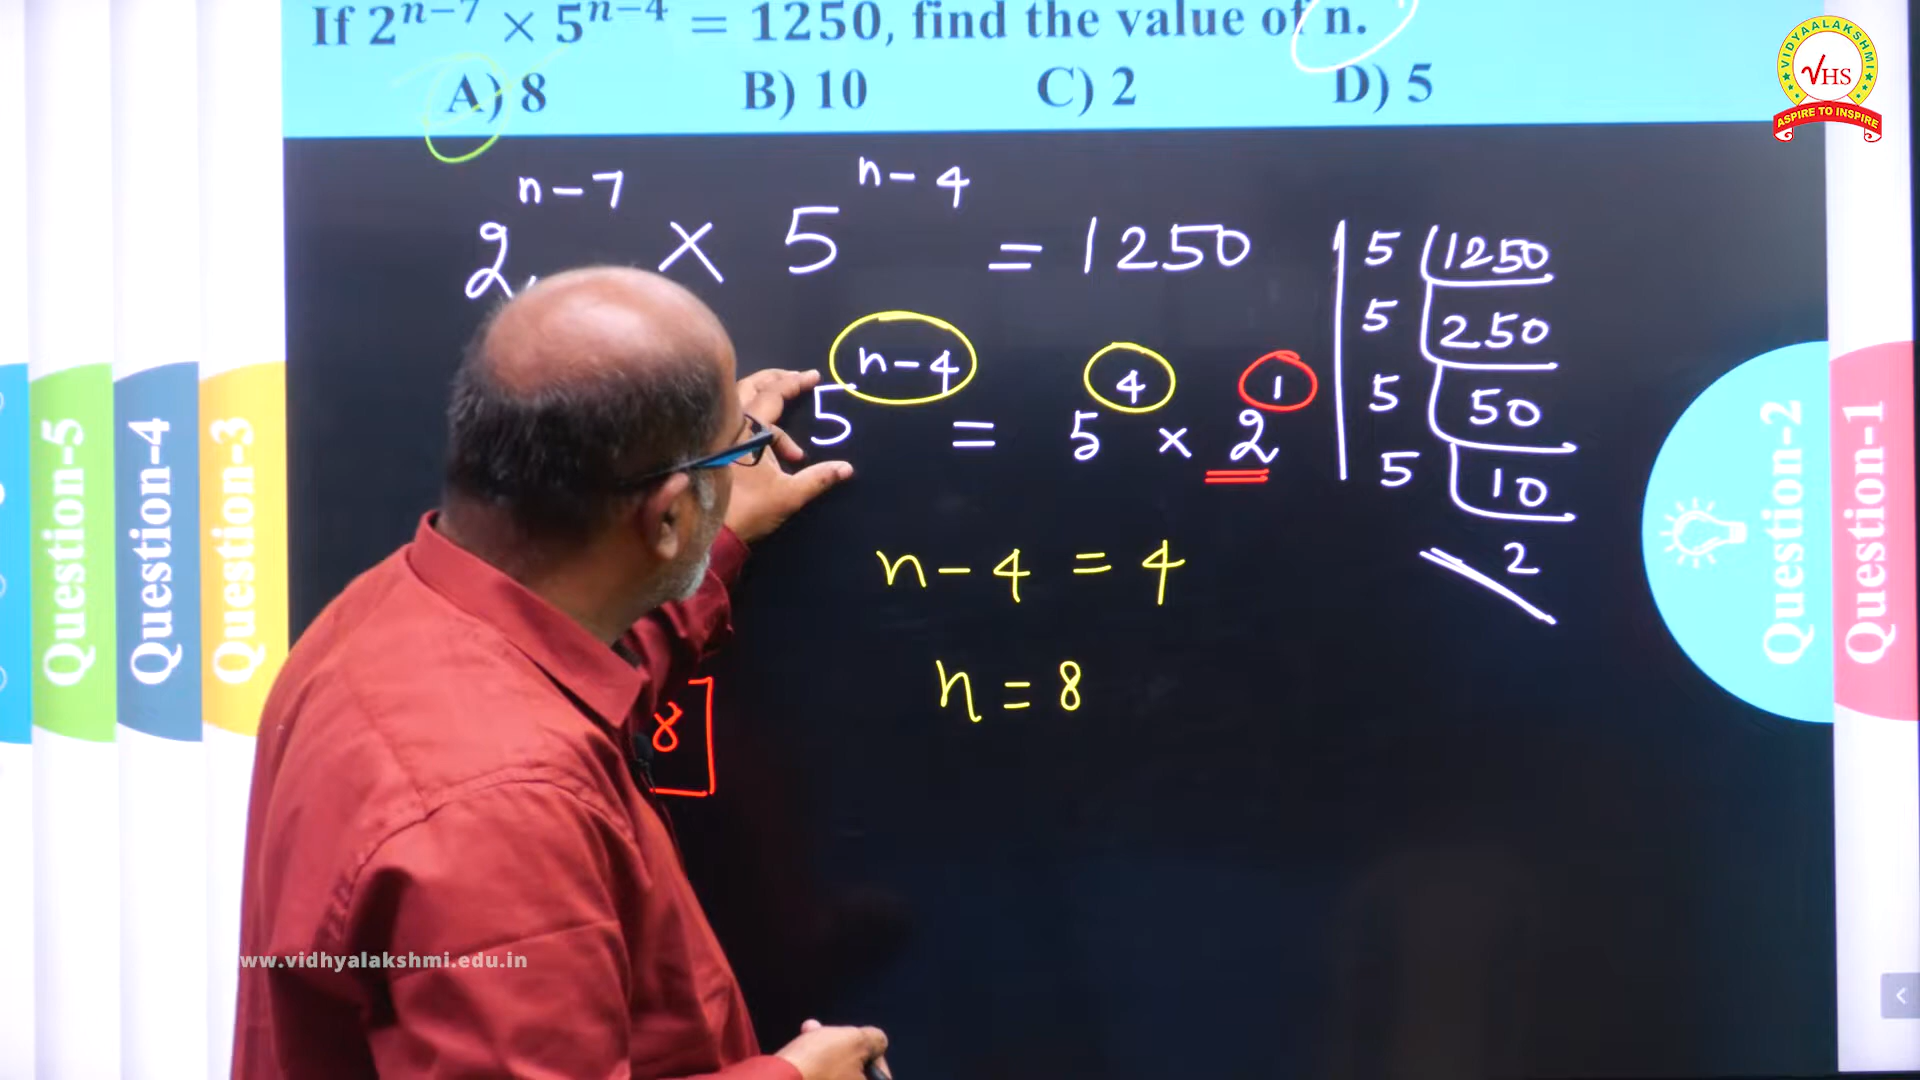 If 2ⁿ⁻⁷ × 5ⁿ⁻⁴ = 1250, find the value of n.
A) 8 B) 10 C) 2 D) 5
VIDYAALAKSHMI
VHS
ASPIRE TO INSPIRE
2ⁿ⁻⁷ × 5ⁿ⁻⁴ = 1250
5ⁿ⁻⁴ = 5⁴ × 2¹
n - 4 = 4
n = 8
8
5 1250
5 250
5 50
5 10
2
Question-5
Question-4
Question-3
Question-2
Question-1
ww.vidhyalakshmi.edu.in